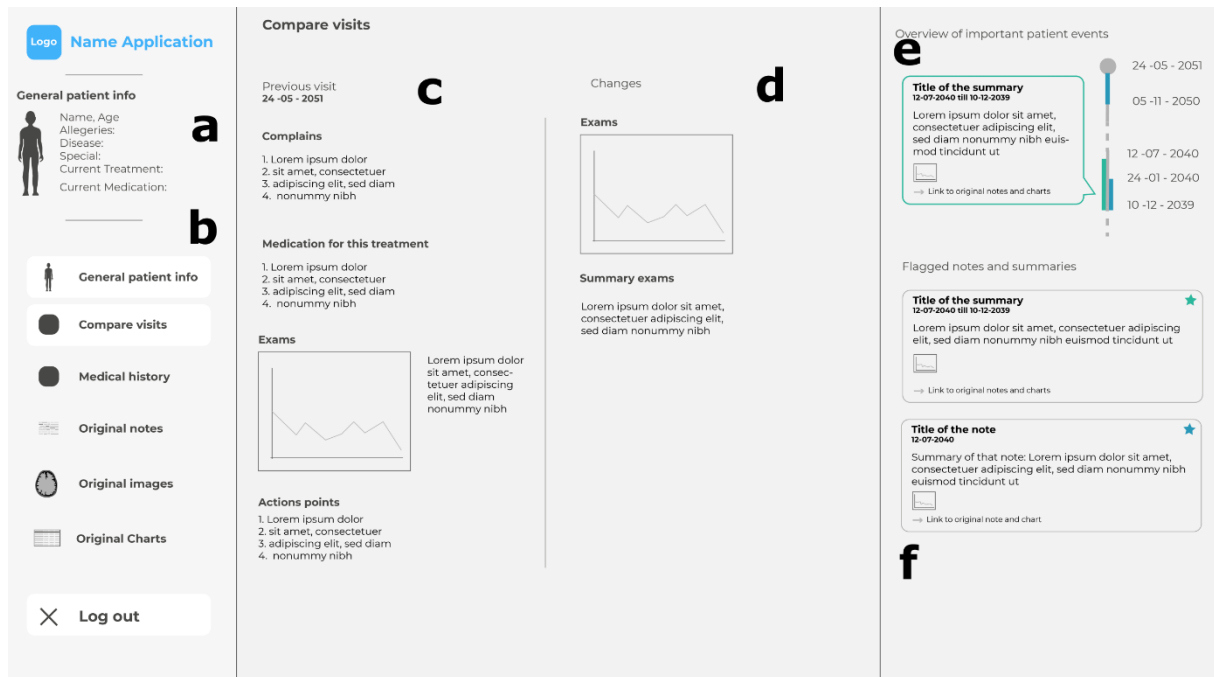 Logo
Name Application
General patient info
a
Name, Age
Allegeries:
Disease:
Special:
Current Treatment:
Current Medication:
b
General patient info
Compare visits
Medical history
Original notes
Original images
Original Charts
Log out
Compare visits
Previous visit
24 -05 - 2051
c
Complains
1. Lorem ipsum dolor
2. sit amet, consectetuer
3. adipiscing elit, sed diam
4. nonummy nibh
Medication for this treatment
1. Lorem ipsum dolor
2. sit amet, consectetuer
3. adipiscing elit, sed diam
4. nonummy nibh
Exams
Lorem ipsum dolor
sit amet, consec-
tetuer adipiscing
elit, sed diam
nonummy nibh
Actions points
1. Lorem ipsum dolor
2. sit amet, consectetuer
3. adipiscing elit, sed diam
4. nonummy nibh
Changes
d
Exams
Summary exams
Lorem ipsum dolor sit amet,
consectetuer adipiscing elit,
sed diam nonummy nibh
Overview of important patient events
e
Title of the summary
12-07-2040 till 10-12-2039
Lorem ipsum dolor sit amet,
consectetuer adipiscing elit,
sed diam nonummy nibh euis-
mod tincidunt ut
Link to original notes and charts
24 -05 - 2051
05 -11 - 2050
12 -07 - 2040
24 -01 - 2040
10 -12 - 2039
Flagged notes and summaries
Title of the summary
12-07-2040 till 10-12-2039
Lorem ipsum dolor sit amet, consectetuer adipiscing
elit, sed diam nonummy nibh euismod tincidunt ut
Link to original notes and charts
Title of the note
12-07-2040
Summary of that note: Lorem ipsum dolor sit amet,
consectetuer adipiscing elit, sed diam nonummy nibh
euismod tincidunt ut
Link to original note and chart
f